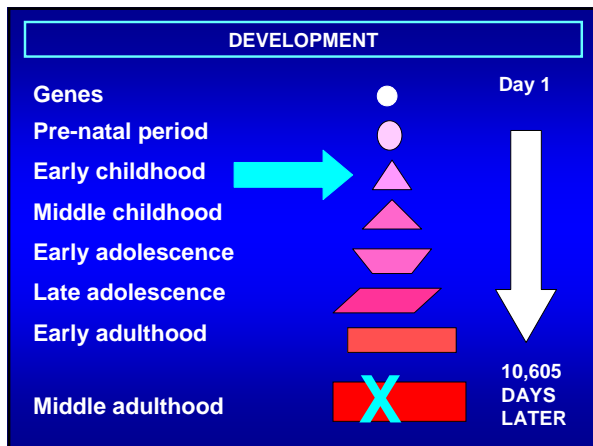 DEVELOPMENT
Genes
Day 1
Pre-natal period
Early childhood
Middle childhood
Early adolescence
Late adolescence
Early adulthood
Middle adulthood
X
10,605
DAYS
LATER